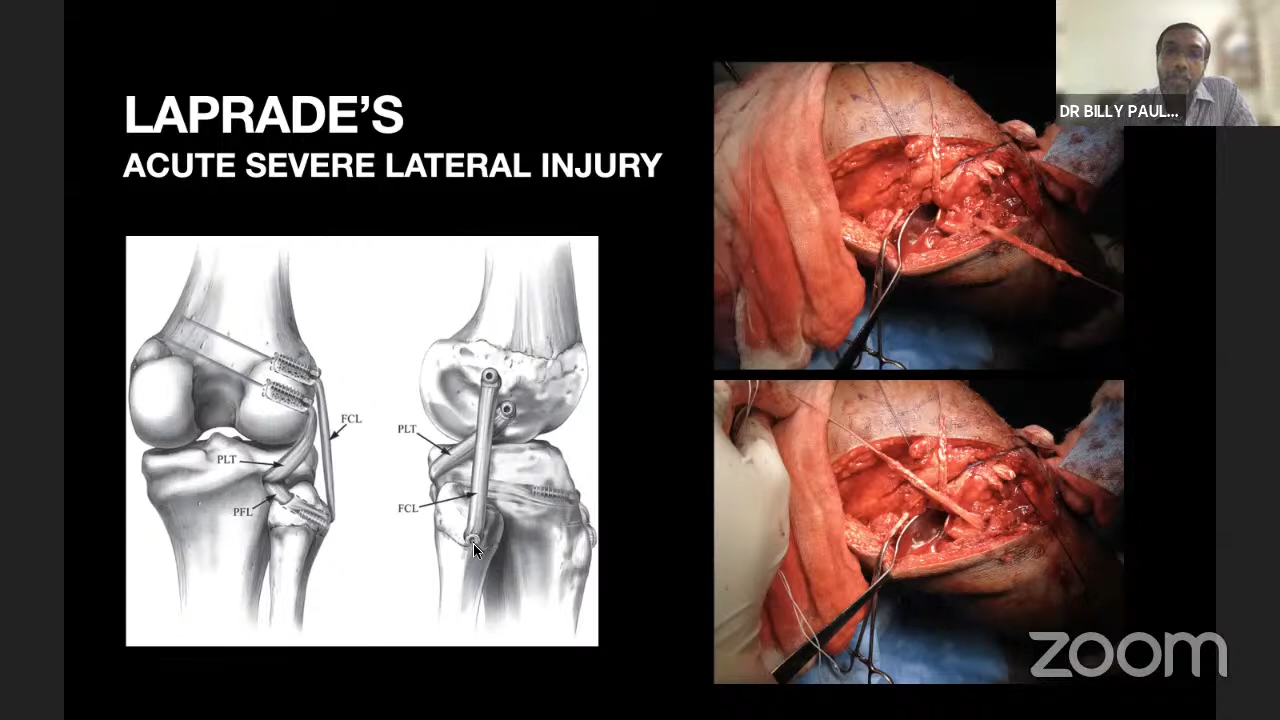 LAPRADE'S
ACUTE SEVERE LATERAL INJURY
DR BILLY PAUL...
FCL
PLT
PFL
PLT
FCL
zoom